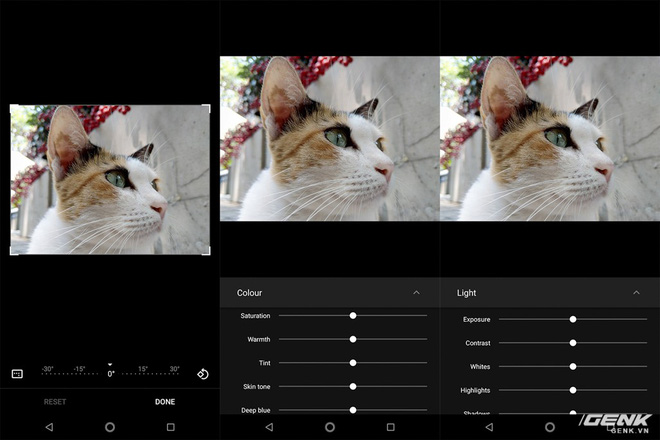 -30° -15° 0° 15° 30°
RESET DONE
Colour
Saturation
Warmth
Tint
Skin tone
Deep blue
Light
Exposure
Contrast
Whites
Highlights
Shadows
GENK
GENK.VN